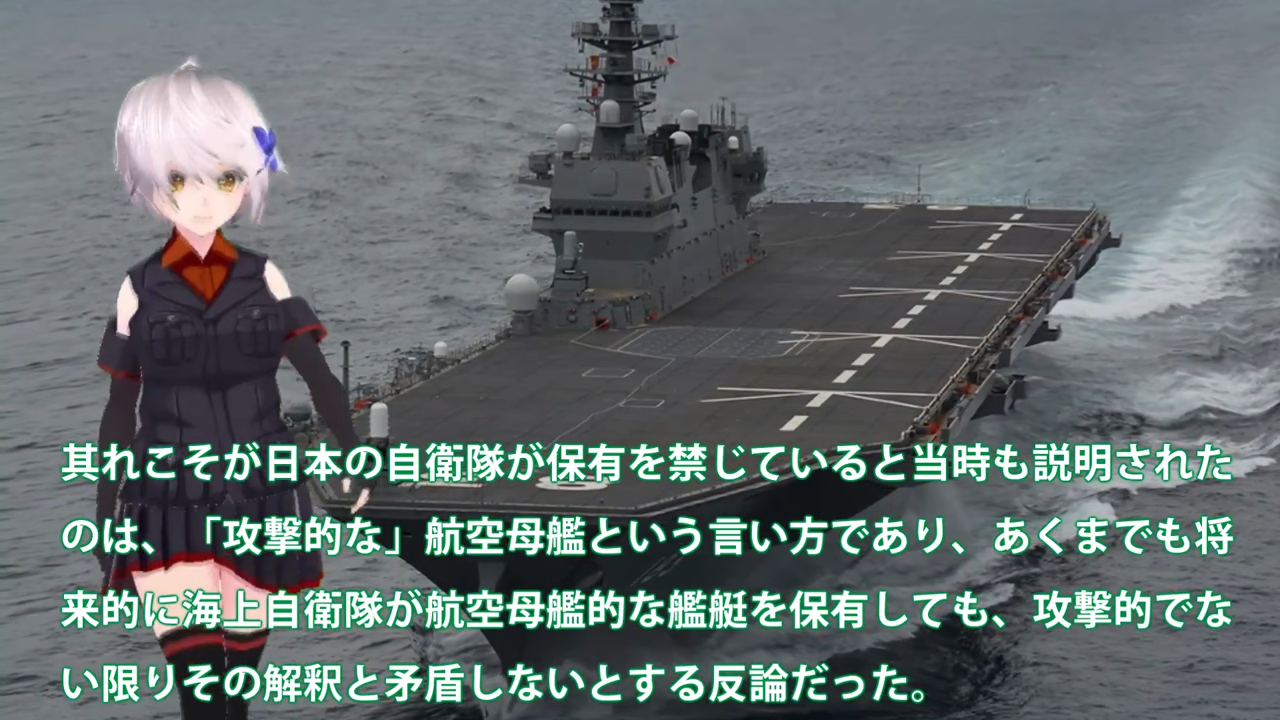 其れこそが日本の自衛隊が保有を禁じていると当時も説明された
のは、「攻撃的な」航空母艦という言い方であり、あくまでも将
来的に海上自衛隊が航空母艦的な艦艇を保有しても、攻撃的でな
い限りその解釈と矛盾しないとする反論だった。